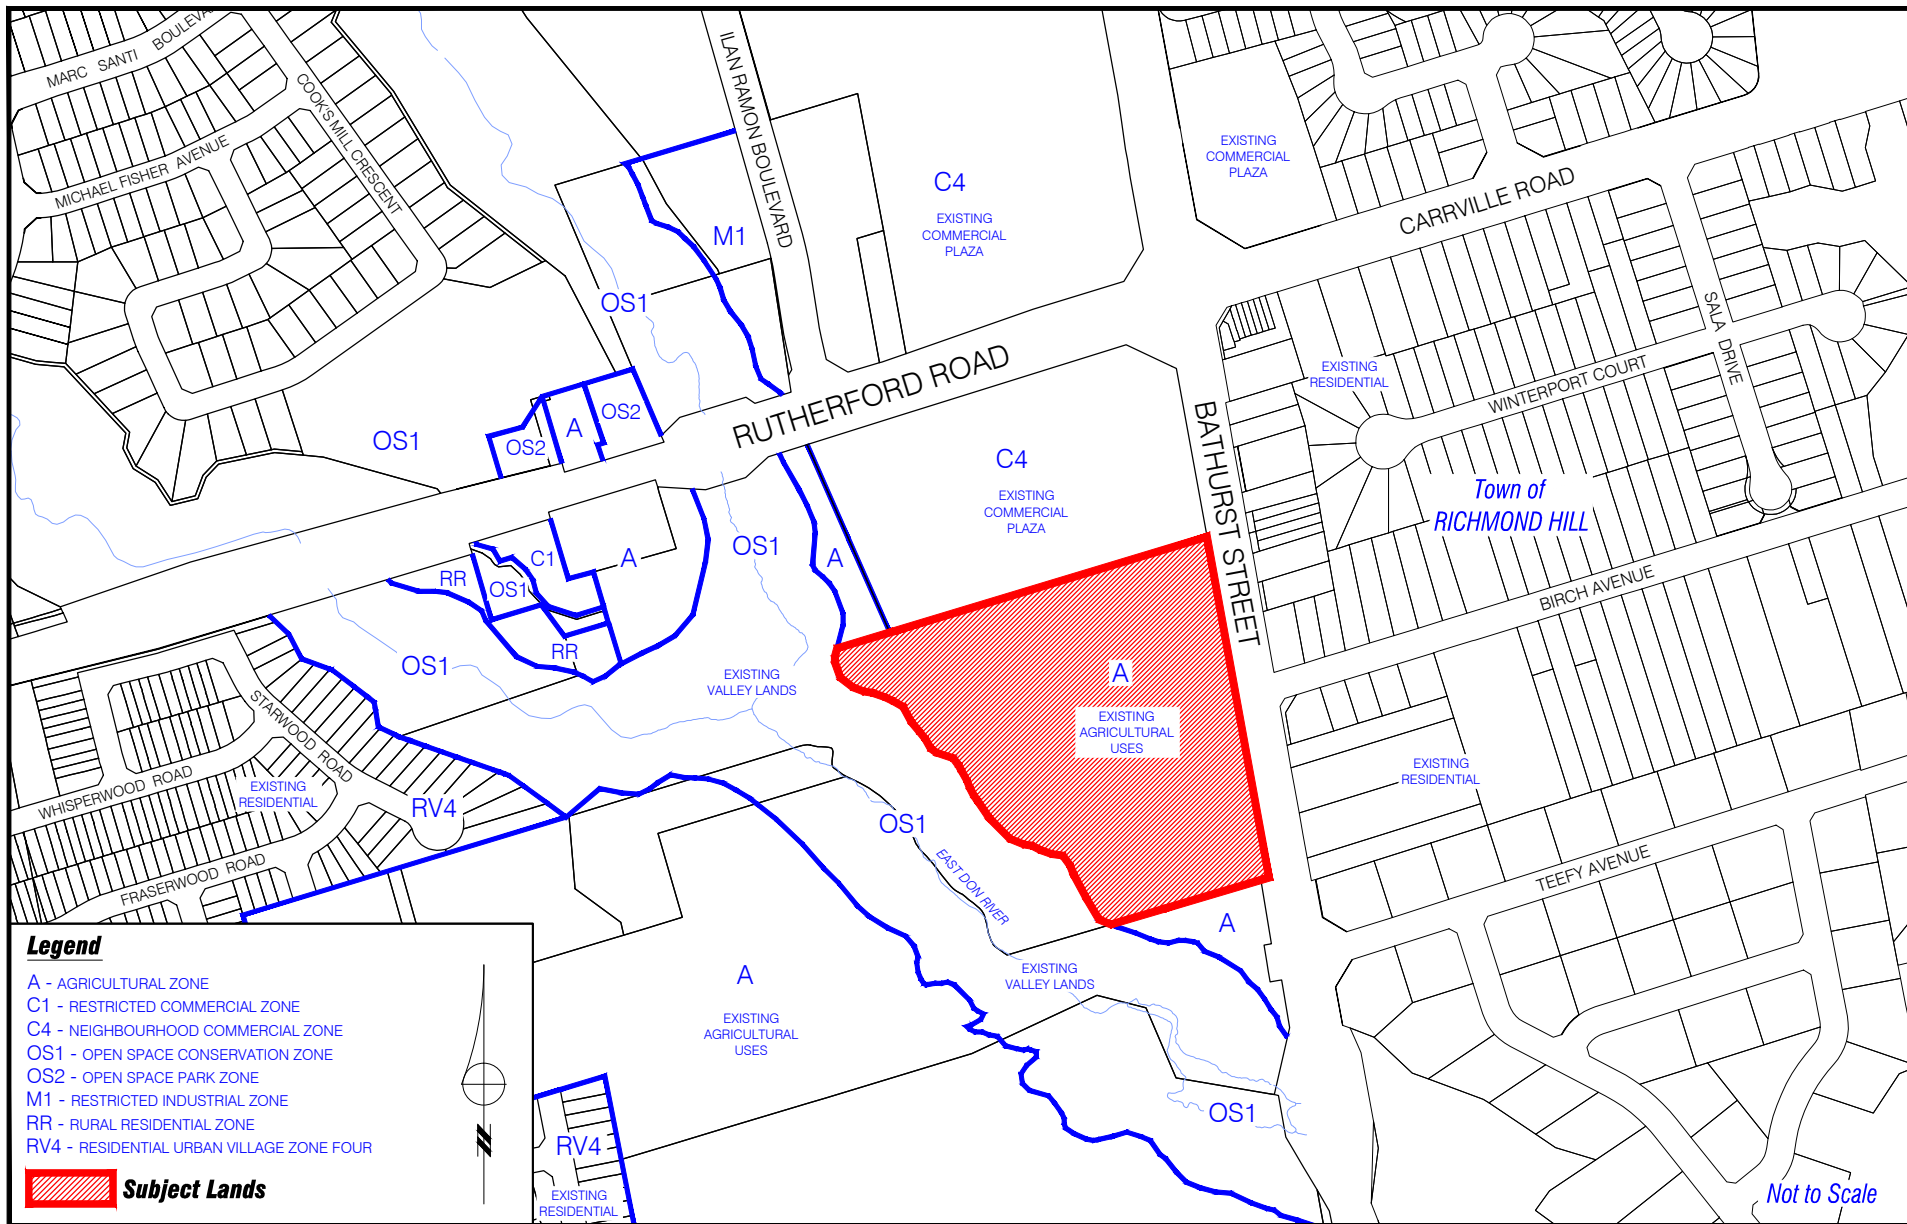 MARC SANTI BOULEVA
COOK'S MILL CRESCENT
MICHAEL FISHER AVENUE
ILAN RAMON BOULEVARD
M1
C4
EXISTING
COMMERCIAL
PLAZA
EXISTING
COMMERCIAL
PLAZA
CARRVILLE ROAD
OS1
SALA DRIVE
EXISTING
RESIDENTIAL
WINTERPORT COURT
RUTHERFORD ROAD
BATHURST STREET
OS1
OS2
A
OS2
C4
EXISTING
COMMERCIAL
PLAZA
Town of
RICHMOND HILL
BIRCH AVENUE
RR
OS1
C1
A
RR
OS1
A
OS1
EXISTING
VALLEY LANDS
A
EXISTING
AGRICULTURAL
USES
STARWOOD ROAD
WHISPERWOOD ROAD
EXISTING
RESIDENTIAL
RV4
FRASERWOOD ROAD
OS1
EAST DON RIVER
EXISTING
RESIDENTIAL
TEEFY AVENUE
A
EXISTING
VALLEY LANDS
A
EXISTING
AGRICULTURAL
USES
OS1
RV4
EXISTING
RESIDENTIAL
Legend
A - AGRICULTURAL ZONE
C1 - RESTRICTED COMMERCIAL ZONE
C4 - NEIGHBOURHOOD COMMERCIAL ZONE
OS1 - OPEN SPACE CONSERVATION ZONE
OS2 - OPEN SPACE PARK ZONE
M1 - RESTRICTED INDUSTRIAL ZONE
RR - RURAL RESIDENTIAL ZONE
RV4 - RESIDENTIAL URBAN VILLAGE ZONE FOUR
Subject Lands
Not to Scale